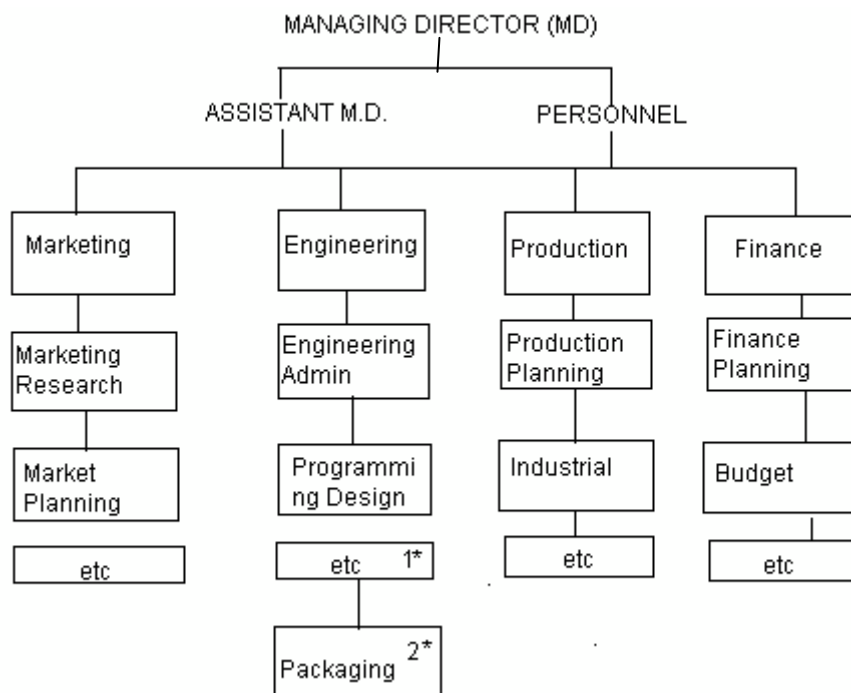 MANAGING DIRECTOR (MD)
ASSISTANT M.D.
PERSONNEL
Marketing
Engineering
Production
Finance
Marketing
Research
Engineering
Admin
Production
Planning
Finance
Planning
Market
Planning
Programmi
ng Design
Industrial
Budget
etc
etc 1*
etc
etc
Packaging 2*